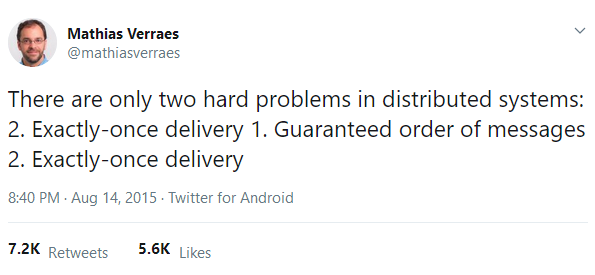 Mathias Verraes
@mathiasverraes
There are only two hard problems in distributed systems:
2. Exactly-once delivery 1. Guaranteed order of messages
2. Exactly-once delivery
8:40 PM · Aug 14, 2015 · Twitter for Android
7.2K Retweets 5.6K Likes